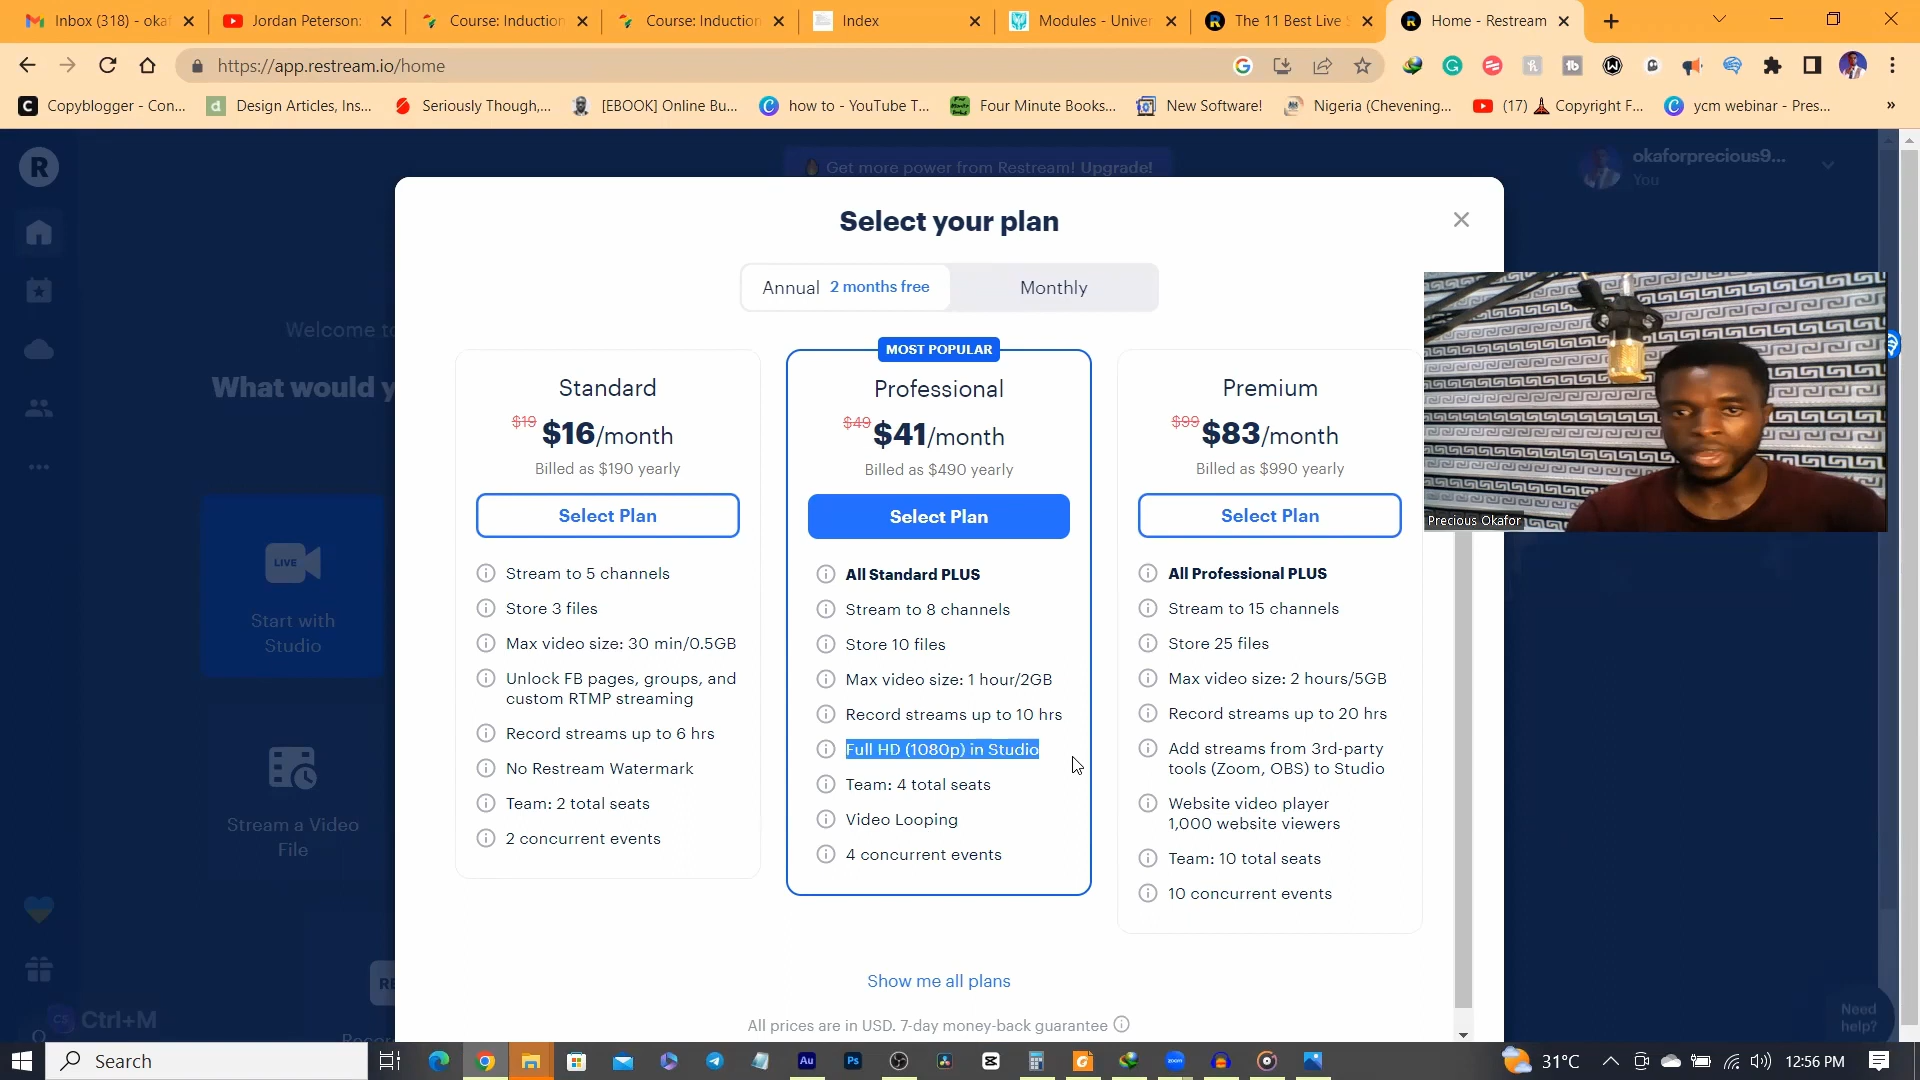 Inbox (318) - oka
Jordan Peterson:
Course: Induction
Course: Induction
Index
Modules - Univer
The 11 Best Live
Home - Restream
https://app.restream.io/home
Copyblogger - Con...
Design Articles, Ins...
Seriously Though,...
[EBOOK] Online Bu...
how to - YouTube T...
Four Minute Books...
New Software!
Nigeria (Chevening...
(17)
Copyright F...
ycm webinar - Pres...
»
R
Get more power from Restream! Upgrade!
okaforprecious9...
You
Welcome to
What would y
Start with
Studio
LIVE
Stream a Video
File
Ctrl+M
Select your plan
Annual 2 months free
Monthly
Standard
$19 $16/month
Billed as $190 yearly
Select Plan
Stream to 5 channels
Store 3 files
Max video size: 30 min/0.5GB
Unlock FB pages, groups, and
custom RTMP streaming
Record streams up to 6 hrs
No Restream Watermark
Team: 2 total seats
2 concurrent events
MOST POPULAR
Professional
$49 $41/month
Billed as $490 yearly
Select Plan
All Standard PLUS
Stream to 8 channels
Store 10 files
Max video size: 1 hour/2GB
Record streams up to 10 hrs
Full HD (1080p) in Studio
Team: 4 total seats
Video Looping
4 concurrent events
Premium
$99 $83/month
Billed as $990 yearly
Select Plan
All Professional PLUS
Stream to 15 channels
Store 25 files
Max video size: 2 hours/5GB
Record streams up to 20 hrs
Add streams from 3rd-party
tools (Zoom, OBS) to Studio
Website video player
1,000 website viewers
Team: 10 total seats
10 concurrent events
Show me all plans
All prices are in USD. 7-day money-back guarantee
Precious Okafor
Need
help?
Search
Au
Ps
31°C
12:56 PM